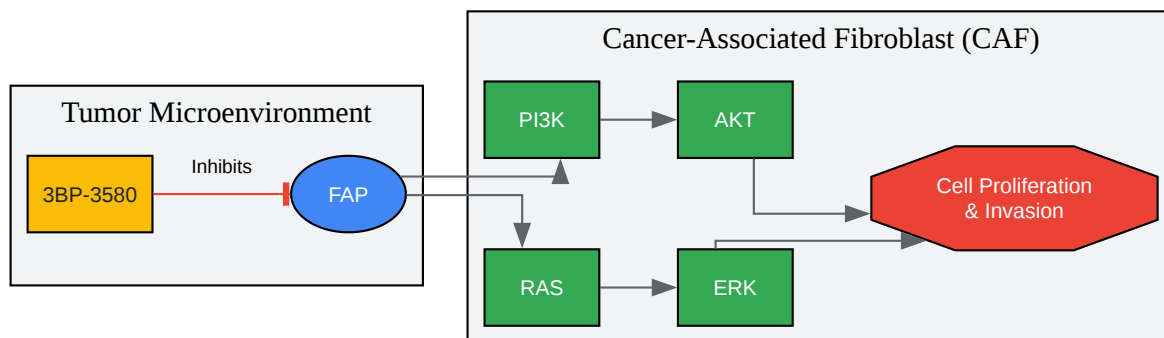 Cancer-Associated Fibroblast (CAF)
Tumor Microenvironment
PI3K
AKT
Inhibits
3BP-3580
FAP
Cell Proliferation
& Invasion
RAS
ERK